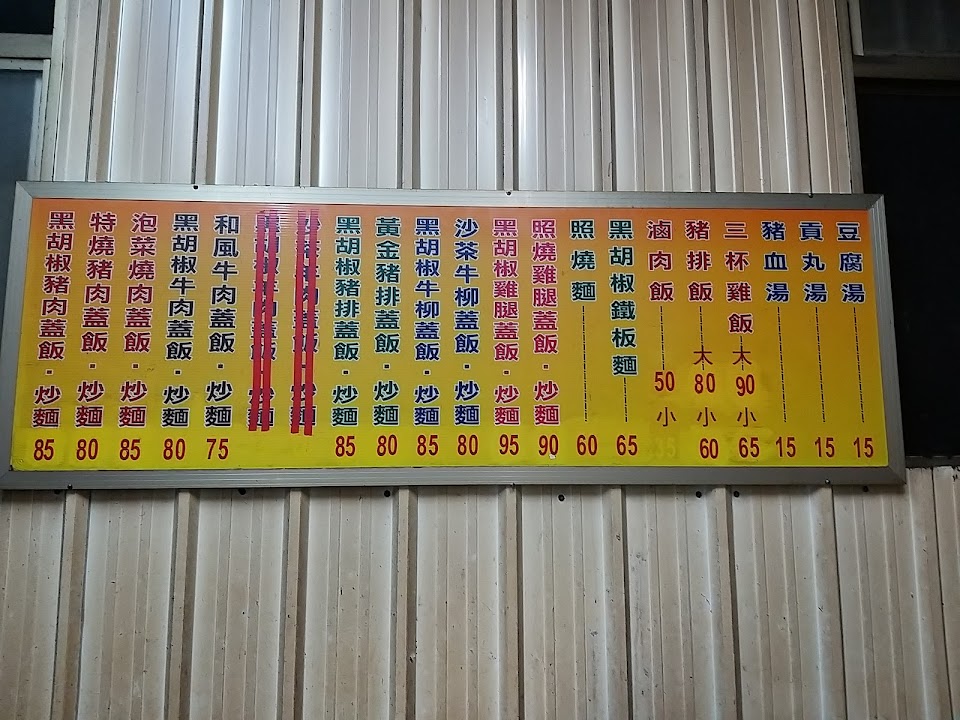 黑胡椒豬肉蓋飯・炒麵 85
特燒豬肉蓋飯・炒麵 80
泡菜燒肉蓋飯・炒麵 85
黑胡椒牛肉蓋飯・炒麵 80
和風牛肉蓋飯・炒麵 75
黑胡椒豬排蓋飯・炒麵 85
黃金豬排蓋飯・炒麵 80
黑胡椒牛柳蓋飯・炒麵 85
沙茶牛柳蓋飯・炒麵 80
黑胡椒雞腿蓋飯・炒麵 95
照燒雞腿蓋飯・炒麵 90
照燒麵 60
黑胡椒鐵板麵 65
滷肉飯 50 小
豬排飯 大 80 小 60
三杯雞飯 大 90 小 65
豬血湯 15
貢丸湯 15
豆腐湯 15